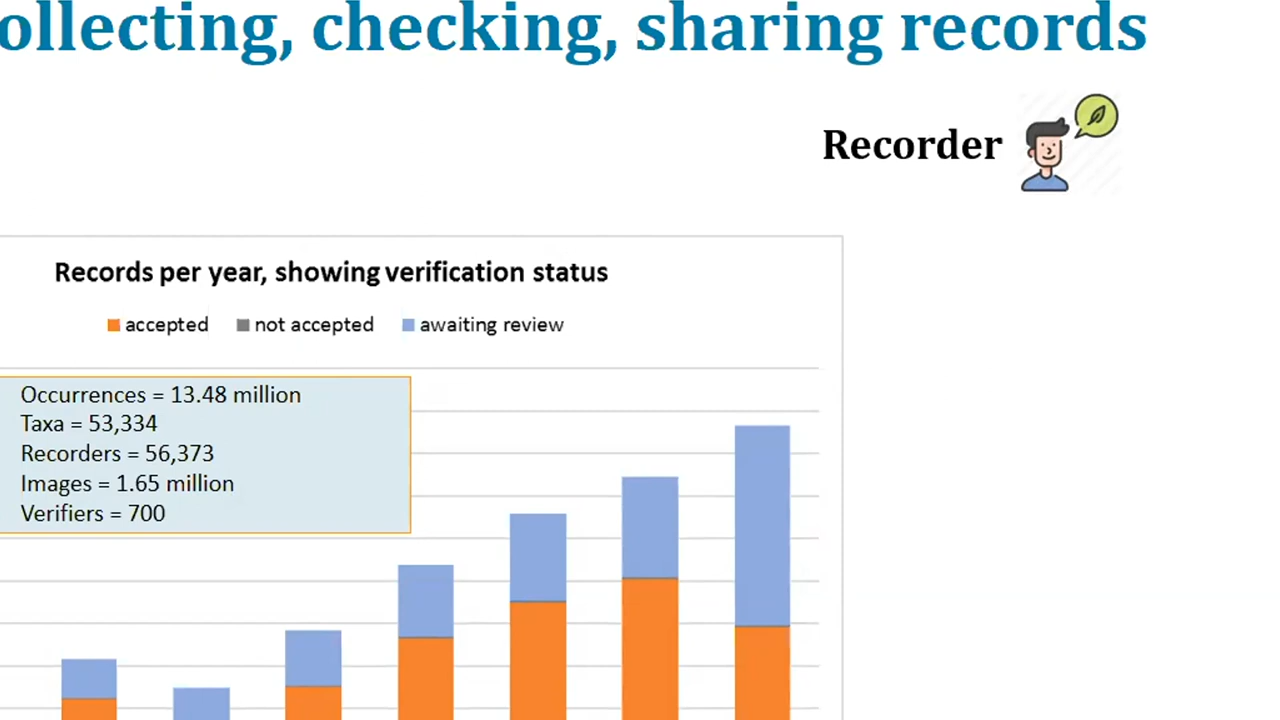 ollecting, checking, sharing records
Recorder
Records per year, showing verification status
accepted not accepted awaiting review
Occurrences = 13.48 million
Taxa = 53,334
Recorders = 56,373
Images = 1.65 million
Verifiers = 700